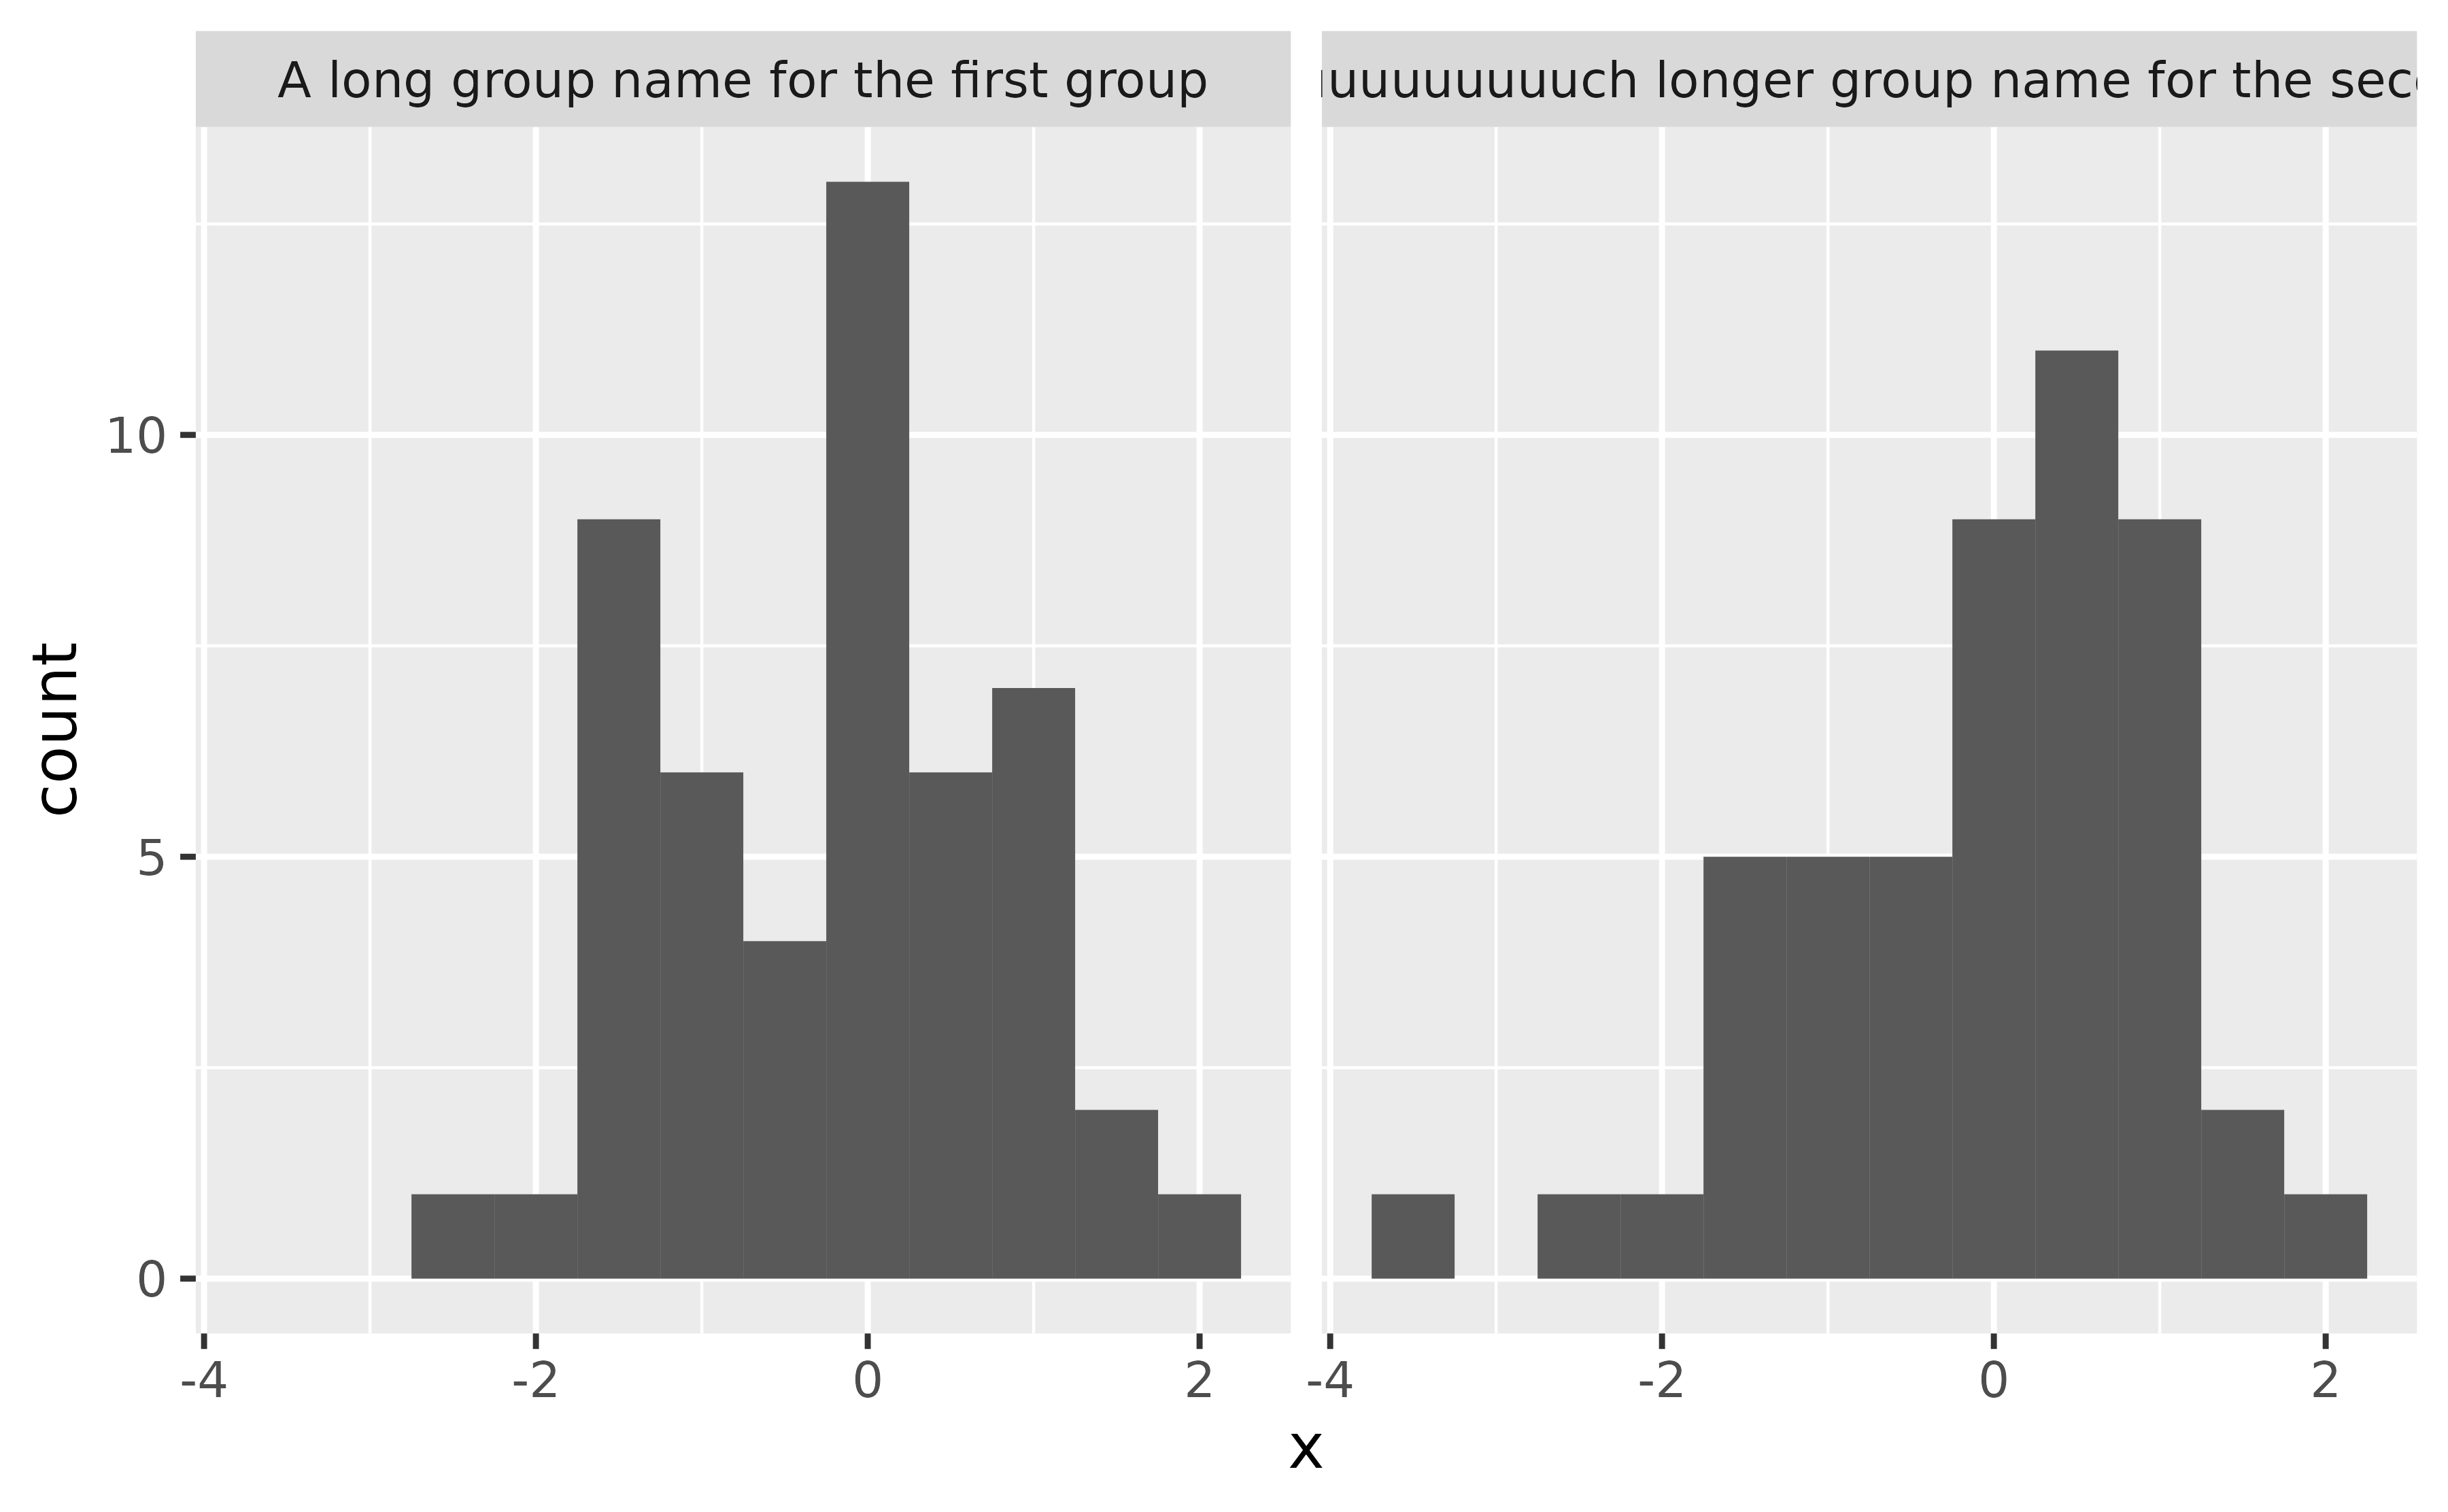 A long group name for the first group
uuuuuuuuuch longer group name for the sec
count
10
5
0
-4 -2 0 2
-4 -2 0 2
x